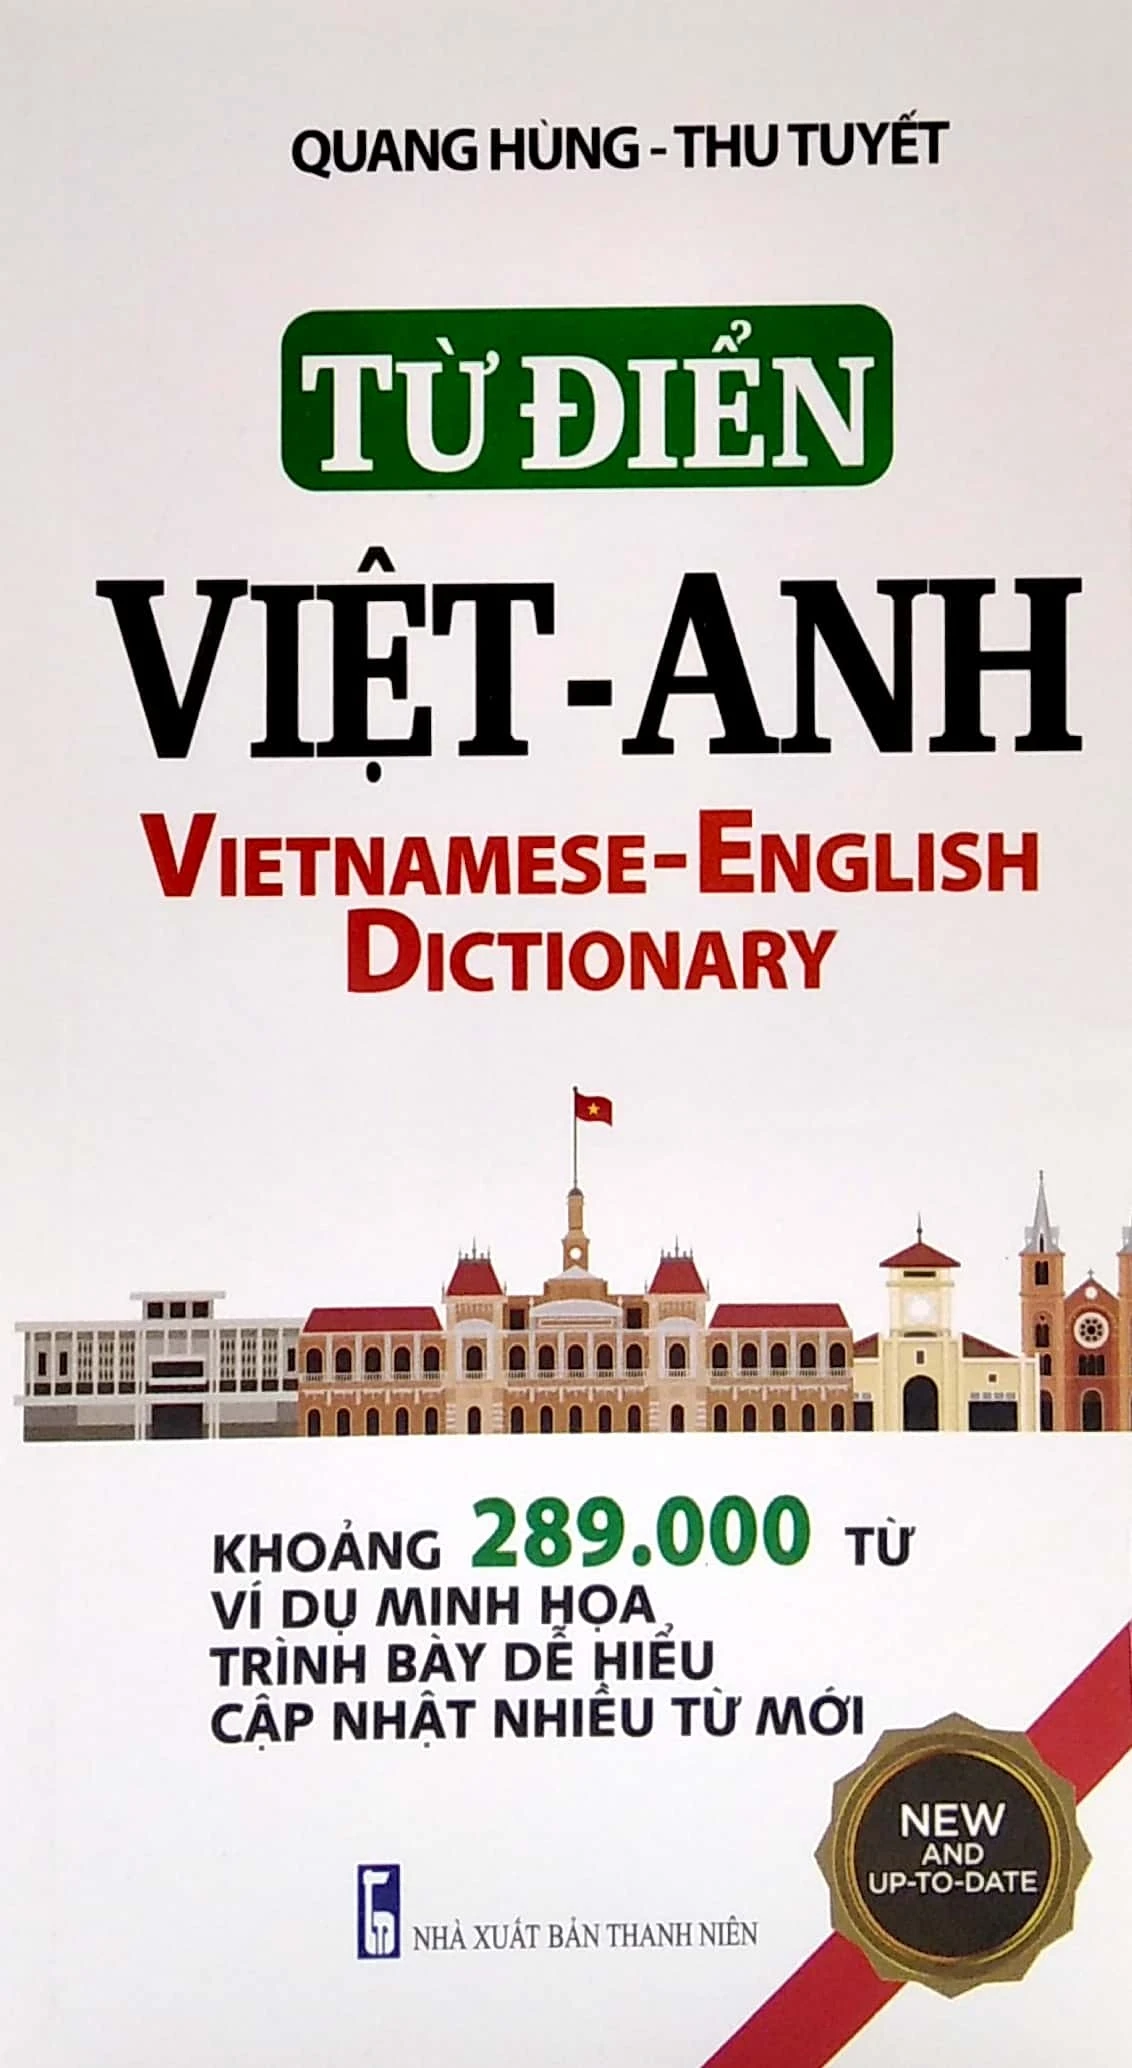 QUANG HÙNG - THU TUYẾT
TỪ ĐIỂN
VIỆT-ANH
VIETNAMESE-ENGLISH
DICTIONARY
KHOẢNG 289.000 TỪ
VÍ DỤ MINH HỌA
TRÌNH BÀY DỄ HIỂU
CẬP NHẬT NHIỀU TỪ MỚI
NEW
AND
UP-TO-DATE
NHÀ XUẤT BẢN THANH NIÊN